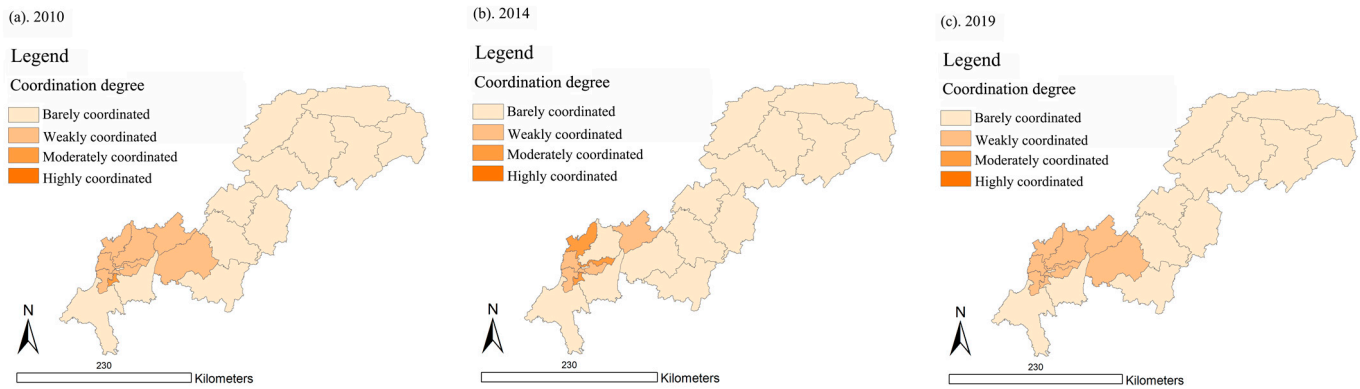 (a). 2010
Legend
Coordination degree
Barely coordinated
Weakly coordinated
Moderately coordinated
Highly coordinated
N
230
Kilometers
(b). 2014
Legend
Coordination degree
Barely coordinated
Weakly coordinated
Moderately coordinated
Highly coordinated
N
230
Kilometers
(c). 2019
Legend
Coordination degree
Barely coordinated
Weakly coordinated
Moderately coordinated
Highly coordinated
N
230
Kilometers